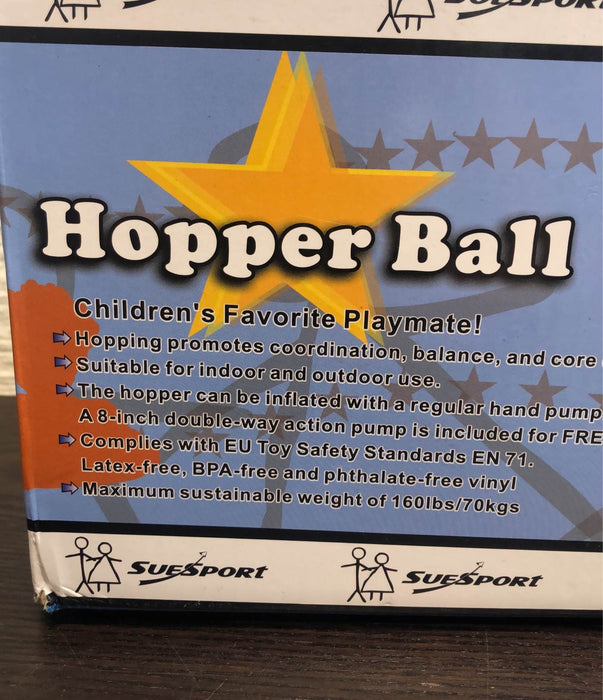 SUESPORT
Hopper Ball
Children's Favorite Playmate!
Hopping promotes coordination, balance, and core
Suitable for indoor and outdoor use.
The hopper can be inflated with a regular hand pump
A 8-inch double-way action pump is included for FRE
Complies with EU Toy Safety Standards EN 71.
Latex-free, BPA-free and phthalate-free vinyl
Maximum sustainable weight of 160lbs/70kgs
SUESPORT SUESPORT